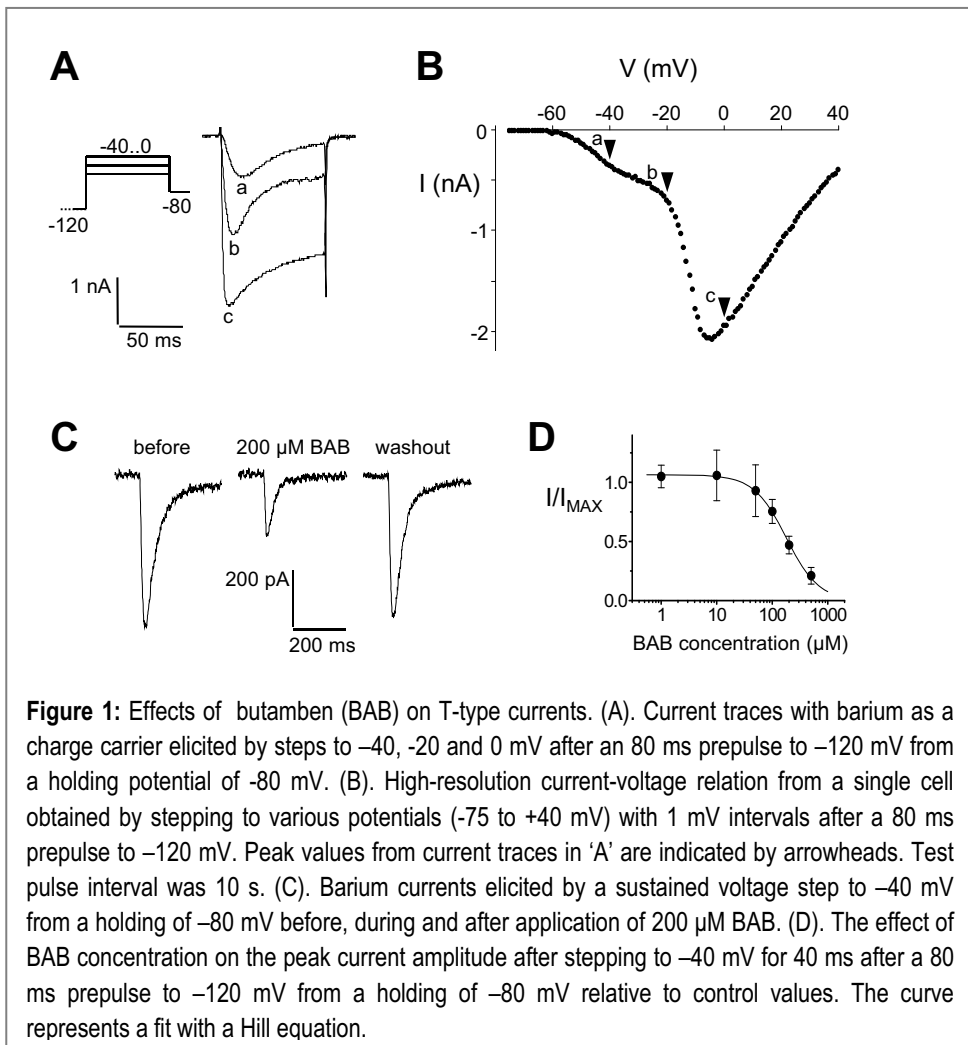 A
-40..0
-120
-80
a
b
c
1 nA
50 ms
B
V (mV)
-60 -40 -20 0 20 40
0
a
b
I (nA)
-1
c
-2
C
before 200 µM BAB washout
200 pA
200 ms
D
I/IMAX
1.0
0.5
0.0
1 10 100 1000
BAB concentration (µM)
Figure 1: Effects of butamben (BAB) on T-type currents. (A). Current traces with barium as a
charge carrier elicited by steps to –40, -20 and 0 mV after an 80 ms prepulse to –120 mV from
a holding potential of -80 mV. (B). High-resolution current-voltage relation from a single cell
obtained by stepping to various potentials (-75 to +40 mV) with 1 mV intervals after a 80 ms
prepulse to –120 mV. Peak values from current traces in ‘A’ are indicated by arrowheads. Test
pulse interval was 10 s. (C). Barium currents elicited by a sustained voltage step to –40 mV
from a holding of –80 mV before, during and after application of 200 µM BAB. (D). The effect of
BAB concentration on the peak current amplitude after stepping to –40 mV for 40 ms after a 80
ms prepulse to –120 mV from a holding of –80 mV relative to control values. The curve
represents a fit with a Hill equation.